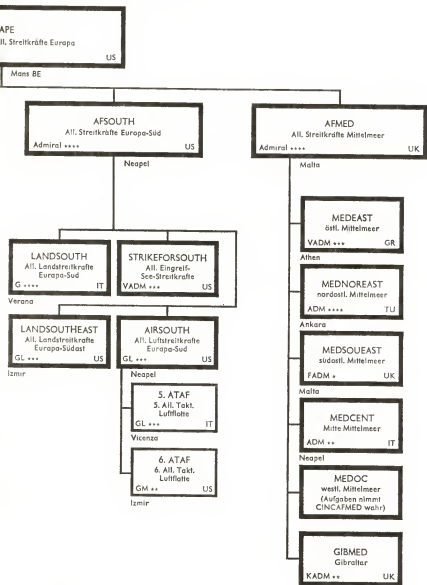 APE
ll. Streitkräfte Europa
US
Mons BE
AFSOUTH
All. Streitkräfte Europa-Süd
Admiral **** US
Neapel
AFMED
All. Streitkräfte Mittelmeer
Admiral **** UK
Malta
LANDSOUTH
All. Landstreitkräfte
Europa-Süd
G **** IT
Verona
STRIKEFORSOUTH
All. Eingreif-
See-Streitkräfte
VADM *** US
LANDSOUTHEAST
All. Landstreitkräfte
Europa-Südost
GL *** US
Izmir
AIRSOUTH
All. Luftstreitkräfte
Europa-Süd
GL *** US
Neapel
5. ATAF
5. All. Takt.
Luftflotte
GL *** IT
Vicenza
6. ATAF
6. All. Takt.
Luftflotte
GM ** US
Izmir
MEDEAST
östl. Mittelmeer
VADM *** GR
Athen
MEDNOREAST
nordöstl. Mittelmeer
ADM **** TU
Ankara
MEDSOUEAST
südöstl. Mittelmeer
FADM * UK
Malta
MEDCENT
Mitte Mittelmeer
ADM ** IT
Neapel
MEDOC
westl. Mittelmeer
(Aufgaben nimmt
CINCAFMED wahr)
GIBMED
Gibraltar
KADM ** UK